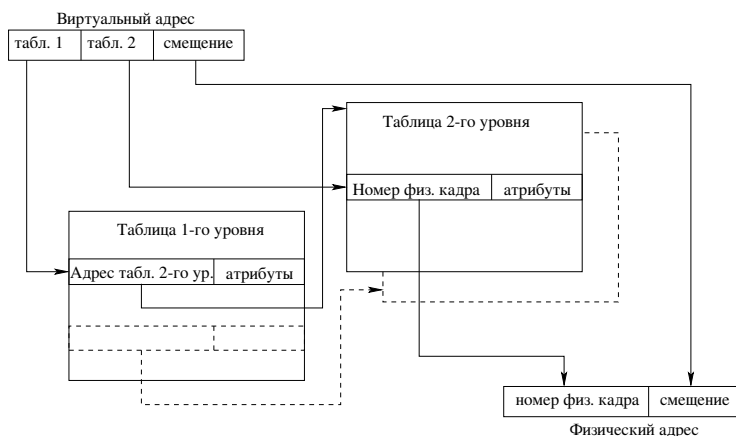 Виртуальный адрес
табл. 1 табл. 2 смещение
Таблица 2-го уровня
Номер физ. кадра атрибуты
Таблица 1-го уровня
Адрес табл. 2-го ур. атрибуты
номер физ. кадра смещение
Физический адрес